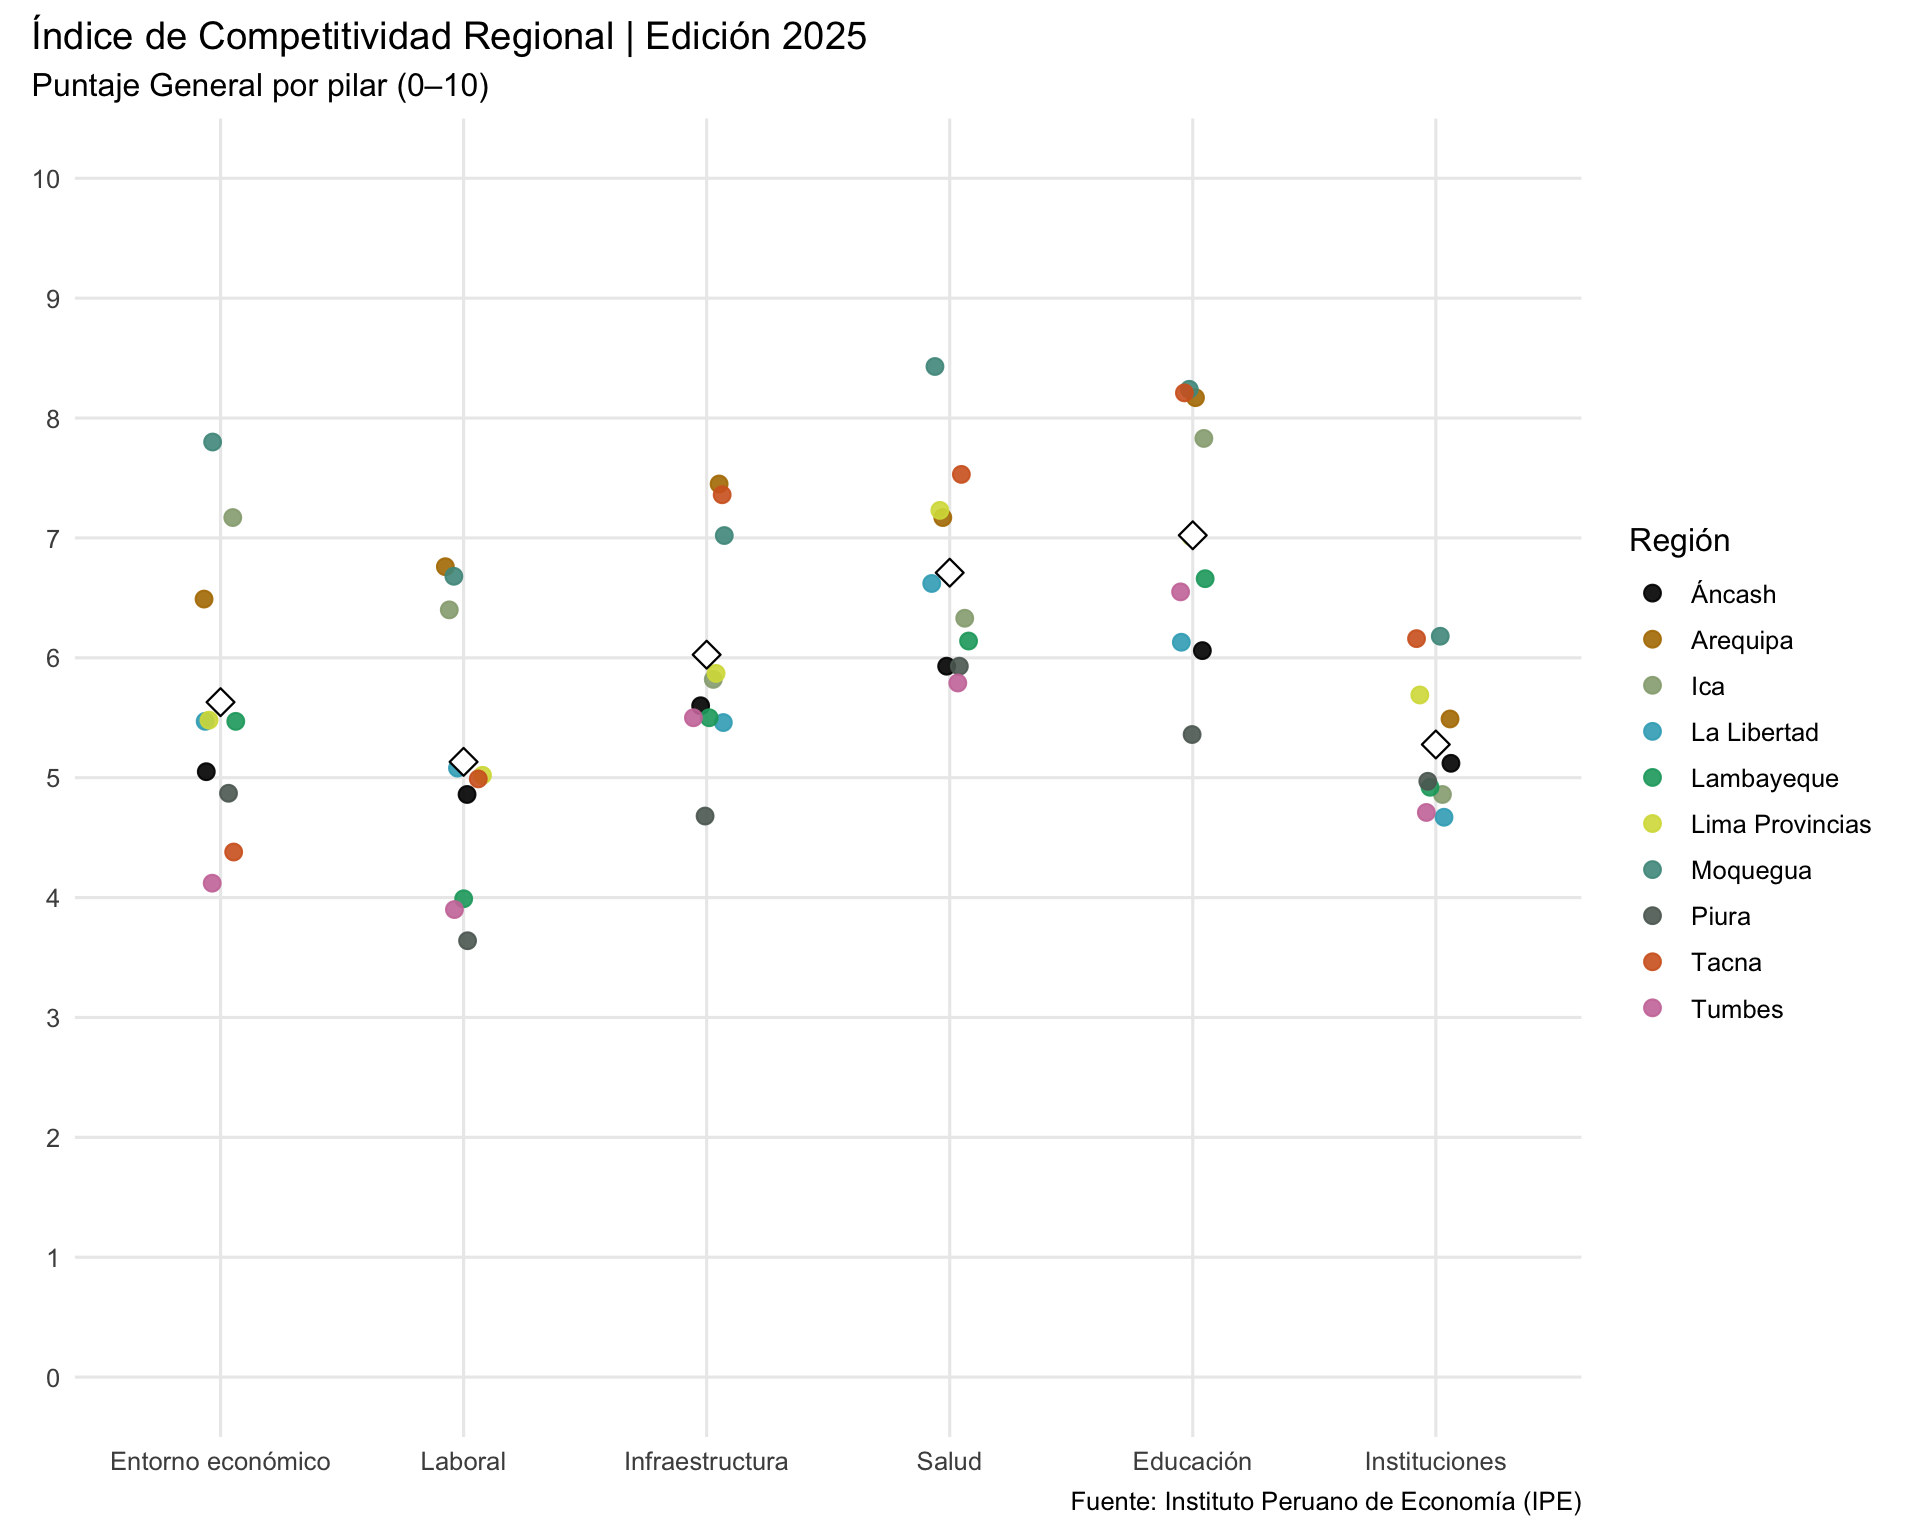 Índice de Competitividad Regional | Edición 2025
Puntaje General por pilar (0–10)
10
9
8
7
6
5
4
3
2
1
0
Entorno económico
Laboral
Infraestructura
Salud
Educación
Instituciones
Fuente: Instituto Peruano de Economía (IPE)
Región
Áncash
Arequipa
Ica
La Libertad
Lambayeque
Lima Provincias
Moquegua
Piura
Tacna
Tumbes